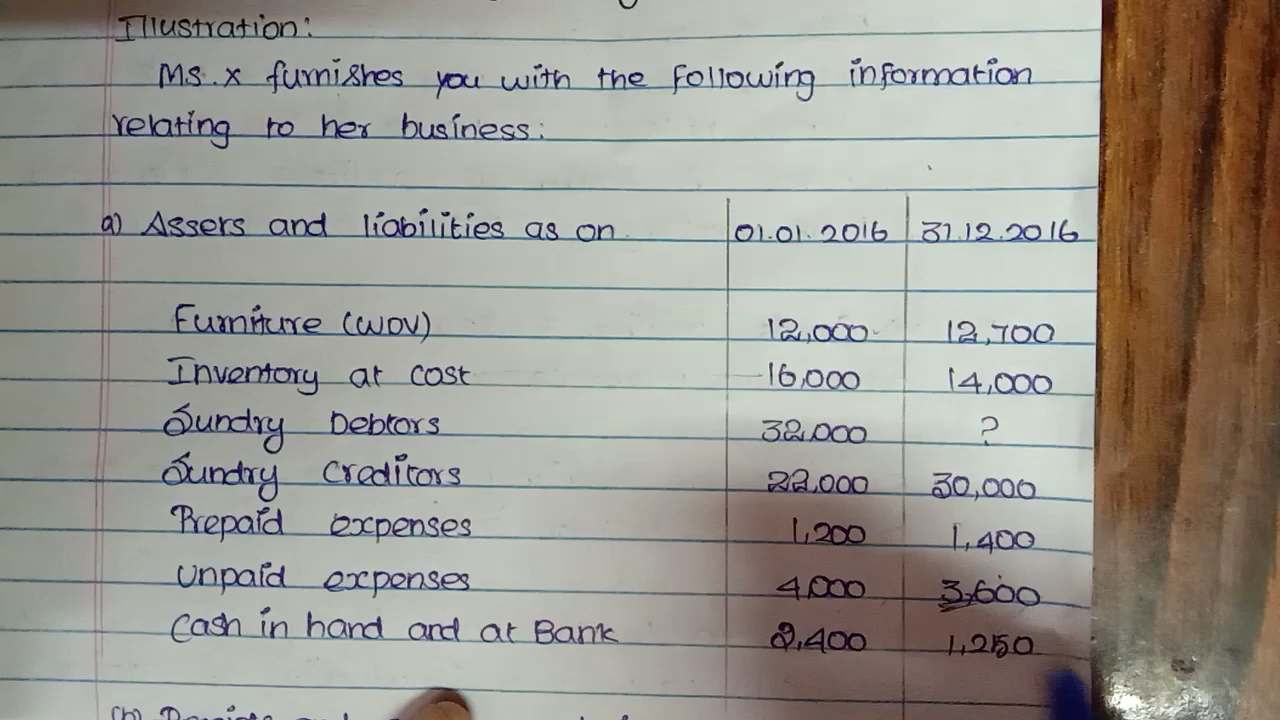 Illustration:
Ms. X furnishes you with the following information
relating to her business:
a) Assers and liabilities as on 01.01.2016 31.12.2016
Furniture (WDV) 12,000 12,700
Inventory at cost 16,000 14,000
Sundry Debtors 32,000 ?
Sundry Creditors 22,000 30,000
Prepaid expenses 1,200 1,400
Unpaid expenses 4,000 3,600
Cash in hand and at Bank 2,400 1,250